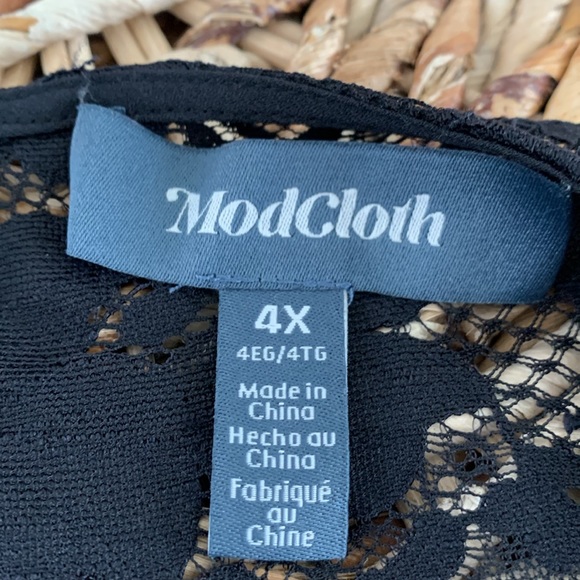 ModCloth
4X
4EG/4TG
Made in
China
Hecho au
China
Fabriqué
au
Chine